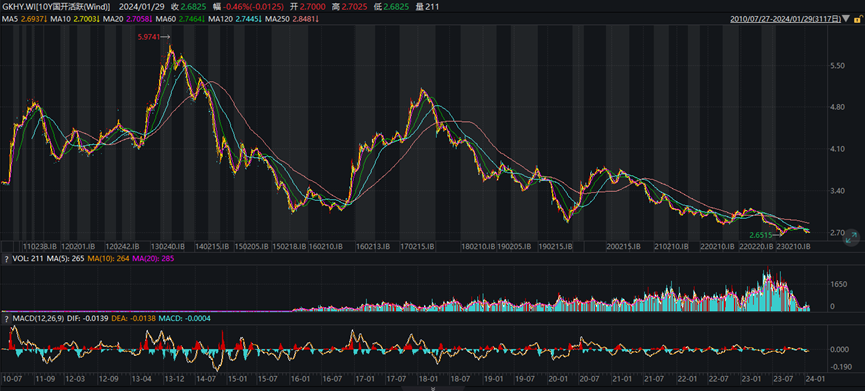 GKHY.WI[10Y国开活跃(Wind)] 2024/01/29 收 2.6825 幅 -0.46%(-0.0125) 开 2.7000 高 2.7025 低 2.6825 量 211
MA5 2.6937↓ MA10 2.7003↓ MA20 2.7058↓ MA60 2.7464↓ MA120 2.7445↓ MA250 2.8481↓ 2010/07/27-2024/01/29(3117日)
5.9741
5.50
4.80
4.10
3.40
2.70
2.6515
110238.IB 120201.IB 120242.IB 130240.IB 140215.IB 150205.IB 150218.IB 160210.IB 160213.IB 170215.IB 180210.IB 190205.IB 190215.IB 200215.IB 210210.IB 210210.IB 220220.IB 230210.IB
? VOL: 211 MA(5): 265 MA(10): 264 MA(20): 285
1650
0
? MACD(12,26,9) DIF: -0.0139 DEA: -0.0138 MACD: -0.0004
0.000
-0.190
10-07 11-09 12-03 12-09 13-04 14-07 15-01 15-07 16-01 16-07 17-07 18-01 18-07 19-01 19-07 20-01 21-01 21-07 22-01 22-07 23-01 23-07 24-01